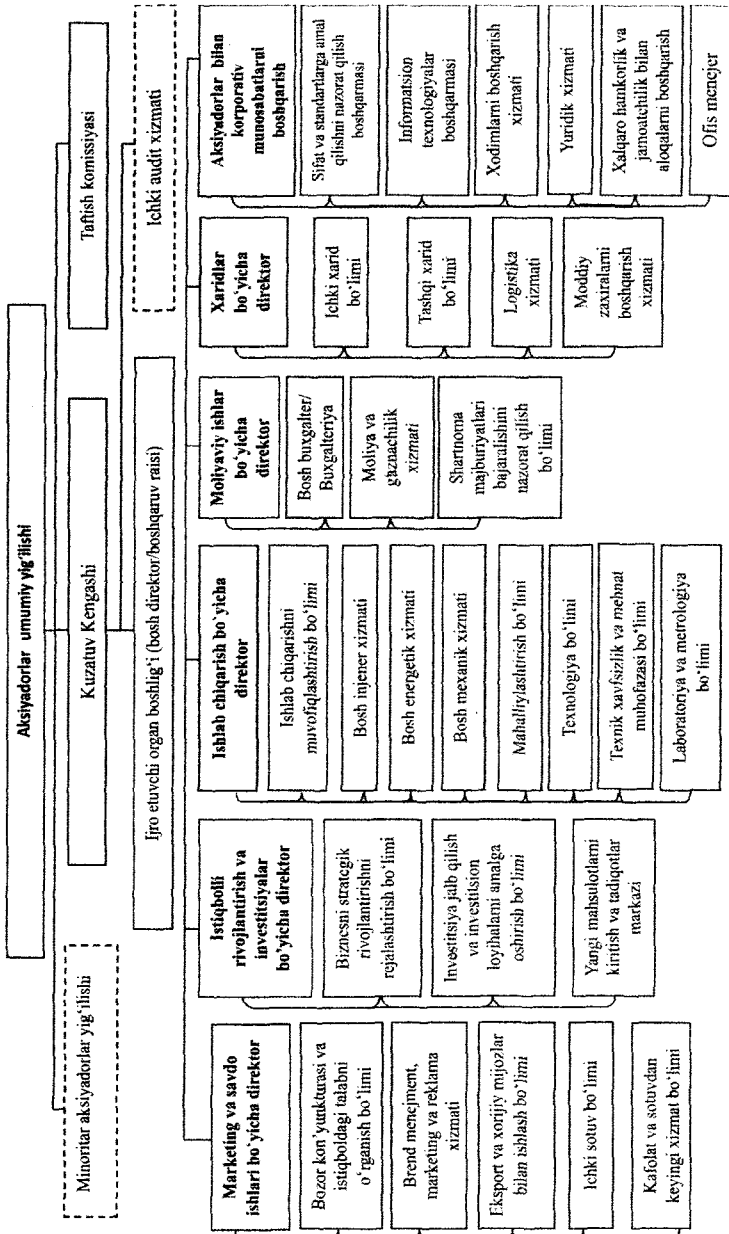 Aksiyadorlar umumiy yig‘ilishi
Minoritar aksiyadorlar yig‘ilishi
Kuzatuv Kengashi
Taftish komissiyasi
Ijro etuvchi organ boshlig‘i (bosh direktor/boshqaruv raisi)
Ichki audit xizmati
Marketing va savdo
ishlari bo‘yicha direktor
Bozor kon’yunkturasi va
istiqboldagi talabni
o‘rganish bo‘limi
Brend menejment,
marketing va reklama
xizmati
Eksport va xorijiy mijozlar
bilan ishlash bo‘limi
Ichki sotuv bo‘limi
Kafolat va sotuvdan
keyingi xizmat bo‘limi
Istiqbolli
rivojlantirish va
investitsiyalar
bo‘yicha direktor
Biznesni strategik
rivojlantirishni
rejalashtirish bo‘limi
Investitsiya jalb qilish
va investitsion
loyihalarni amalga
oshirish bo‘limi
Yangi mahsulotlarni
kiritish va tadiqotlar
markazi
Ishlab chiqarish bo‘yicha
direktor
Ishlab chiqarishni
muvofiqlashtirish bo‘limi
Bosh injener xizmati
Bosh energetik xizmati
Bosh mexanik xizmati
Mahalliylashtirish bo‘limi
Texnologiya bo‘limi
Texnik xavfsizlik va mehnat
muhofazasi bo‘limi
Laboratoriya va metrologiya
bo‘limi
Moliyaviy ishlar
bo‘yicha
direktor
Bosh buxgalter/
Buxgalteriya
Moliya va
gaznachilik
xizmati
Shartnoma
majburiyatlari
bajaralishini
nazorat qilish
bo‘limi
Xaridlar
bo‘yicha
direktor
Ichki xarid
bo‘limi
Tashqi xarid
bo‘limi
Logistika
xizmati
Moddiy
zaxiralarni
boshqarish
xizmati
Aksiyadorlar bilan
korporativ
munosabatlarni
boshqarish
Sifat va standartlarga amal
qilishni nazorat qilish
boshqarmasi
Informatsion
texnologiyalar
boshqarmasi
Xodimlarni boshqarish
xizmati
Yuridik xizmati
Xalqaro hamkorlik va
jamoatchilik bilan
aloqalarni boshqarish
Ofis menejer